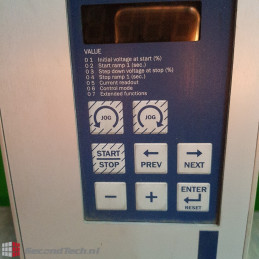 VALUE
0 1 Initial voltage at start (%)
0 2 Start ramp 1 (sec.)
0 3 Step down voltage at stop (%)
0 4 Stop ramp 1 (sec.)
0 5 Current readout
0 6 Control mode
0 7 Extended functions
JOG JOG
START STOP
PREV
NEXT
ENTER
RESET
SecondTech.nl